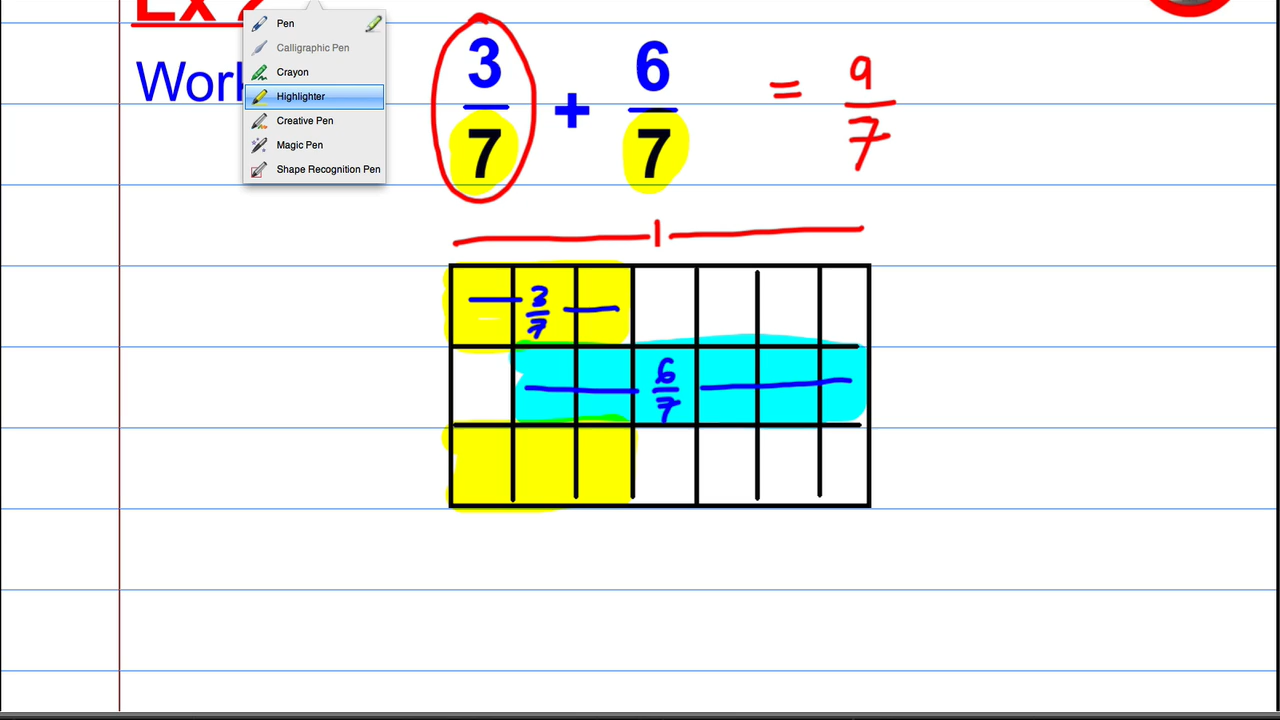 Ex 2
Work
Pen
Calligraphic Pen
Crayon
Highlighter
Creative Pen
Magic Pen
Shape Recognition Pen
3/7 + 6/7 = 9/7
1
3/7
6/7